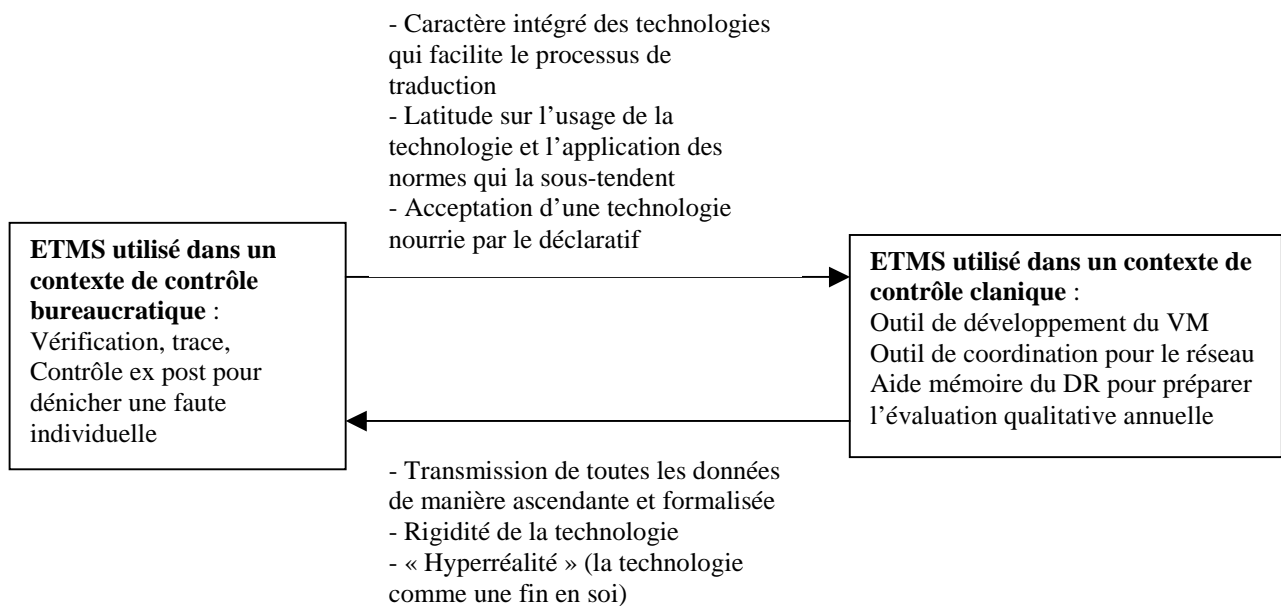 - Caractère intégré des technologies
qui facilite le processus de
traduction
- Latitude sur l’usage de la
technologie et l’application des
normes qui la sous-tendent
- Acceptation d’une technologie
nourrie par le déclaratif
ETMS utilisé dans un
contexte de contrôle
bureaucratique :
Vérification, trace,
Contrôle ex post pour
dénicher une faute
individuelle
ETMS utilisé dans un contexte de
contrôle clanique :
Outil de développement du VM
Outil de coordination pour le réseau
Aide mémoire du DR pour préparer
l’évaluation qualitative annuelle
- Transmission de toutes les données
de manière ascendante et formalisée
- Rigidité de la technologie
- « Hyperréalité » (la technologie
comme une fin en soi)